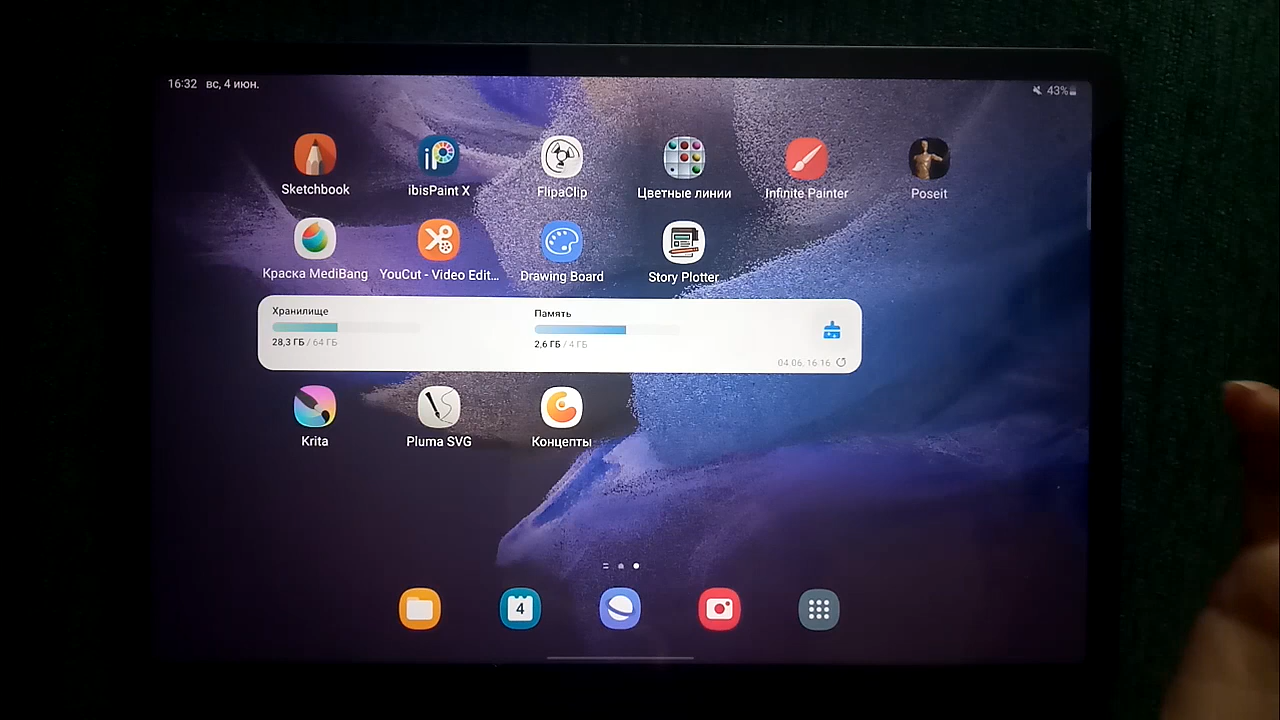 16:32 вс, 4 июн.
43%
Sketchbook
ibisPaint X
FlipaClip
Цветные линии
Infinite Painter
Poseit
Краска MediBang
YouCut - Video Edit...
Drawing Board
Story Plotter
Хранилище
28,3 ГБ / 64 ГБ
Память
2,6 ГБ / 4 ГБ
04.06, 16:16
Krita
Pluma SVG
Концепты
4